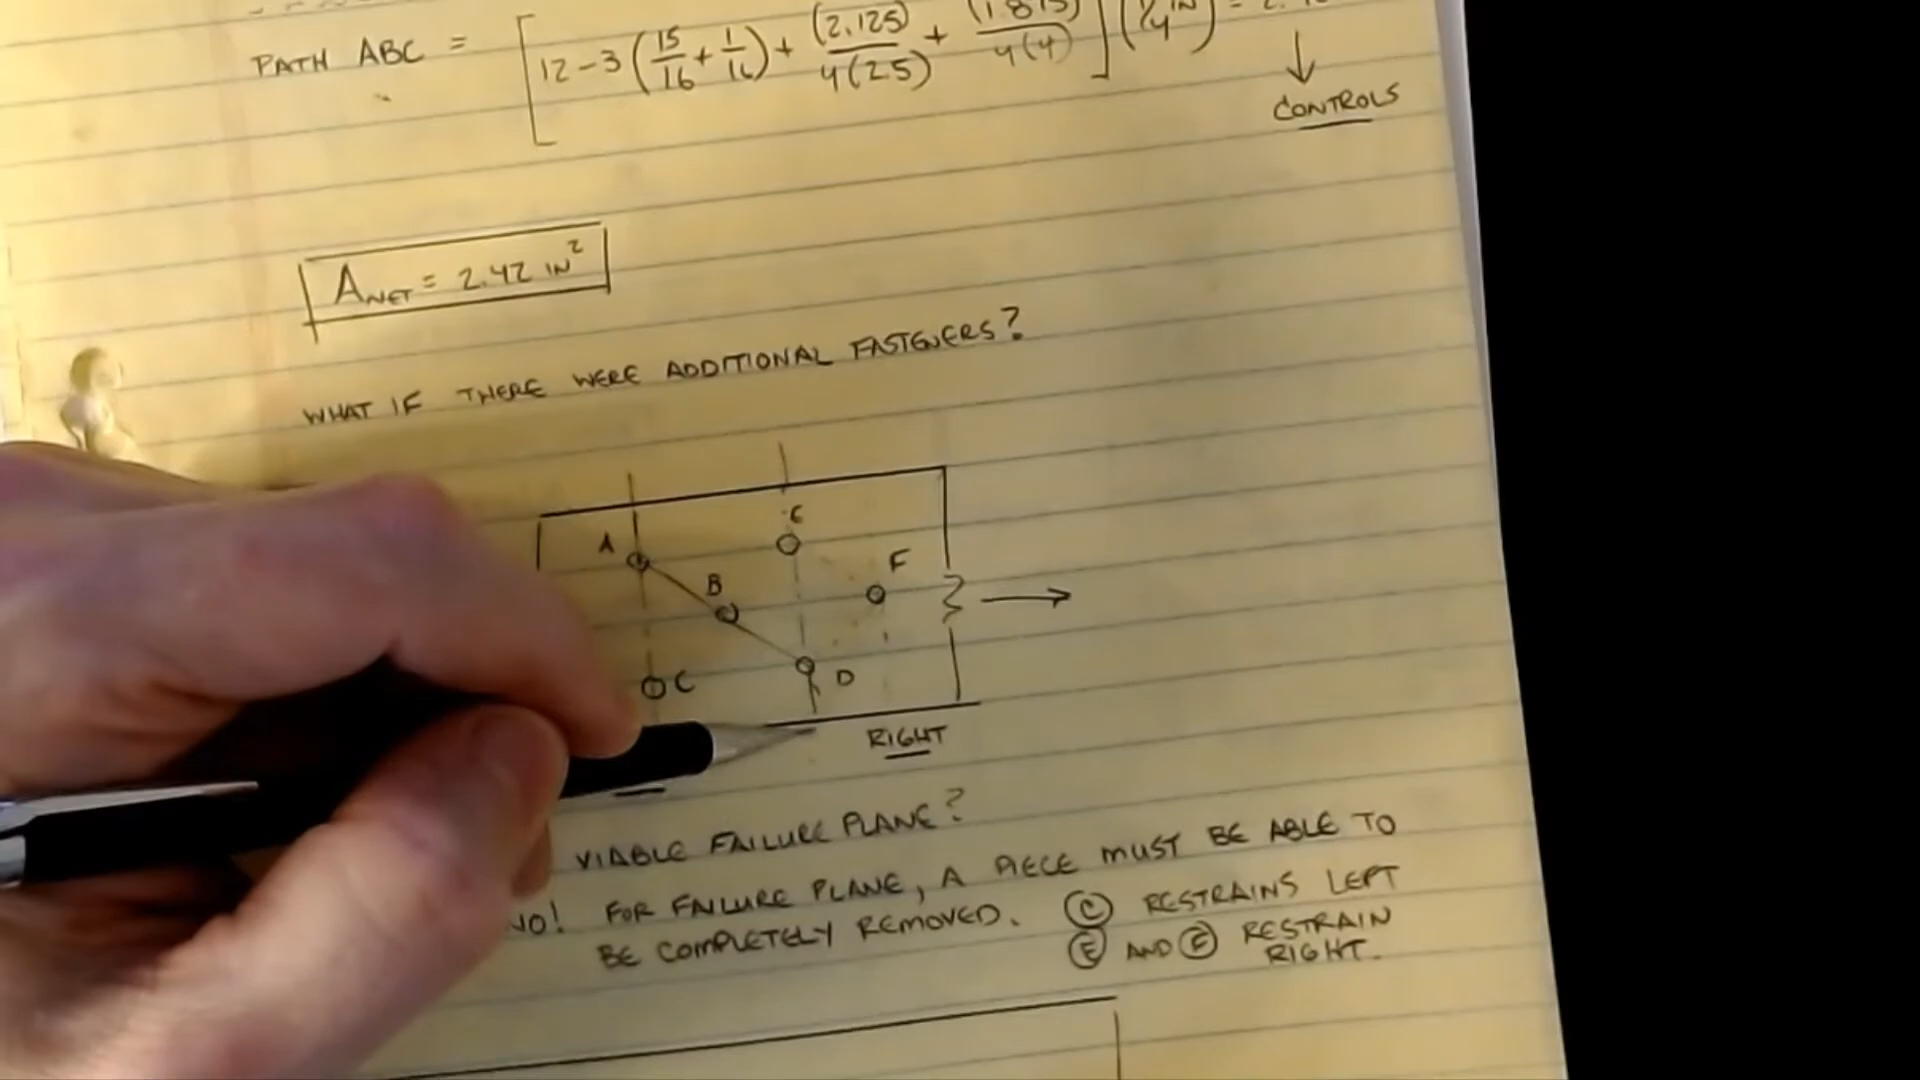 PATH ABC = [12-3(15/16+1/16)+(2.125)/4(2.5)+(1.875)/4(4)](1/4 IN)
CONTROLS
ANET = 2.42 IN²
WHAT IF THERE WERE ADDITIONAL FASTENERS?
A
E
B
F
C
D
RIGHT
VIABLE FAILURE PLANE?
NO! FOR FAILURE PLANE, A PIECE MUST BE ABLE TO
BE COMPLETELY REMOVED. C RESTRAINS LEFT
E AND F RESTRAIN
RIGHT.